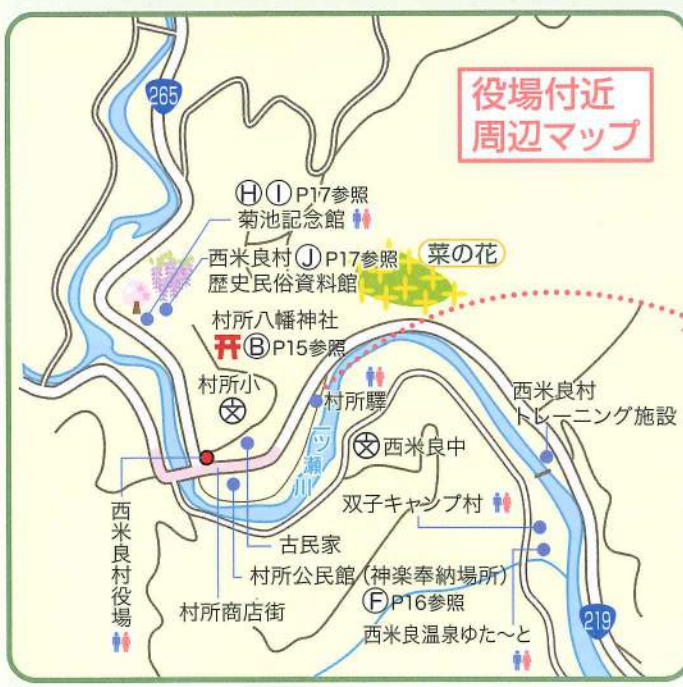 役場付近
周辺マップ
265
Ⓗ Ⓘ P17参照
菊池記念館
西米良村 Ⓙ P17参照
歴史民俗資料館
菜の花
村所八幡神社
Ⓑ P15参照
村所小
文
村所驛
西米良村
トレーニング施設
一ツ瀬川
文 西米良中
双子キャンプ村
西米良村役場
古民家
村所公民館(神楽奉納場所)
Ⓕ P16参照
村所商店街
西米良温泉ゆた〜と
219